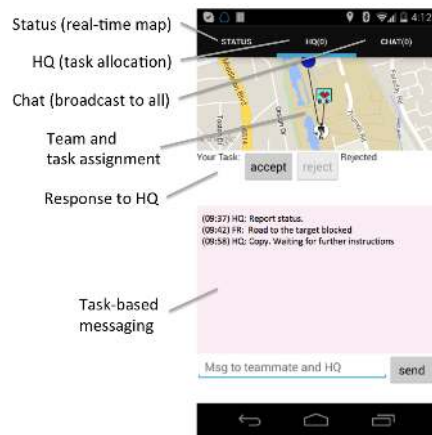 Status (real-time map)
HQ (task allocation)
Chat (broadcast to all)
Team and
task assignment
Response to HQ
Task-based
messaging
4:12
STATUS
HQ(0)
CHAT(0)
Your Task:
accept
reject
Rejected
(09:37) HQ: Report status.
(09:42) FR: Road to the target blocked
(09:58) HQ: Copy. Waiting for further instructions
Msg to teammate and HQ
send